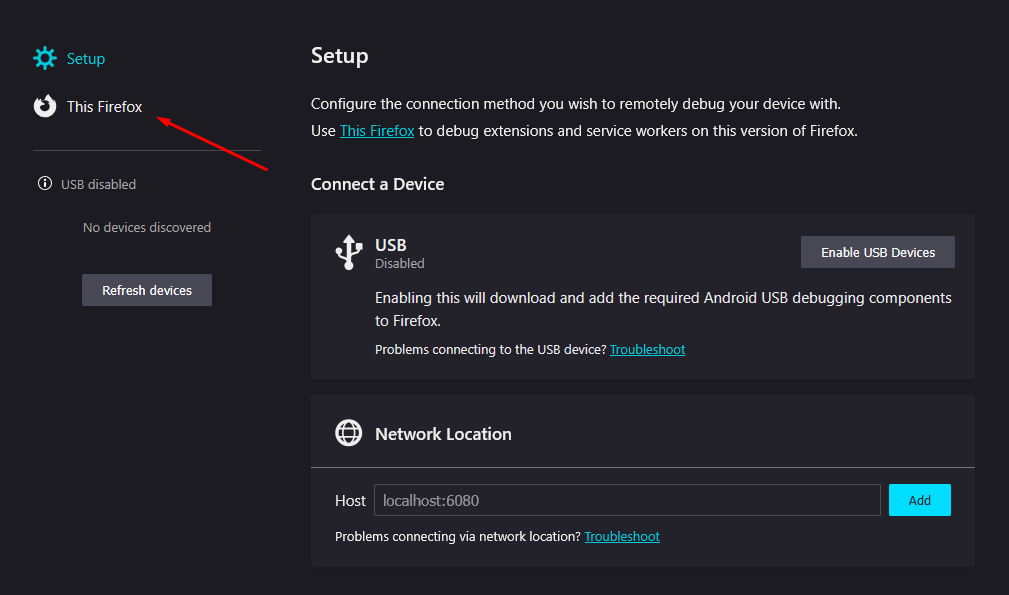 Setup
This Firefox
USB disabled
No devices discovered
Refresh devices
Setup
Configure the connection method you wish to remotely debug your device with.
Use This Firefox to debug extensions and service workers on this version of Firefox.
Connect a Device
USB
Disabled
Enable USB Devices
Enabling this will download and add the required Android USB debugging components
to Firefox.
Problems connecting to the USB device? Troubleshoot
Network Location
Host localhost:6080 Add
Problems connecting via network location? Troubleshoot